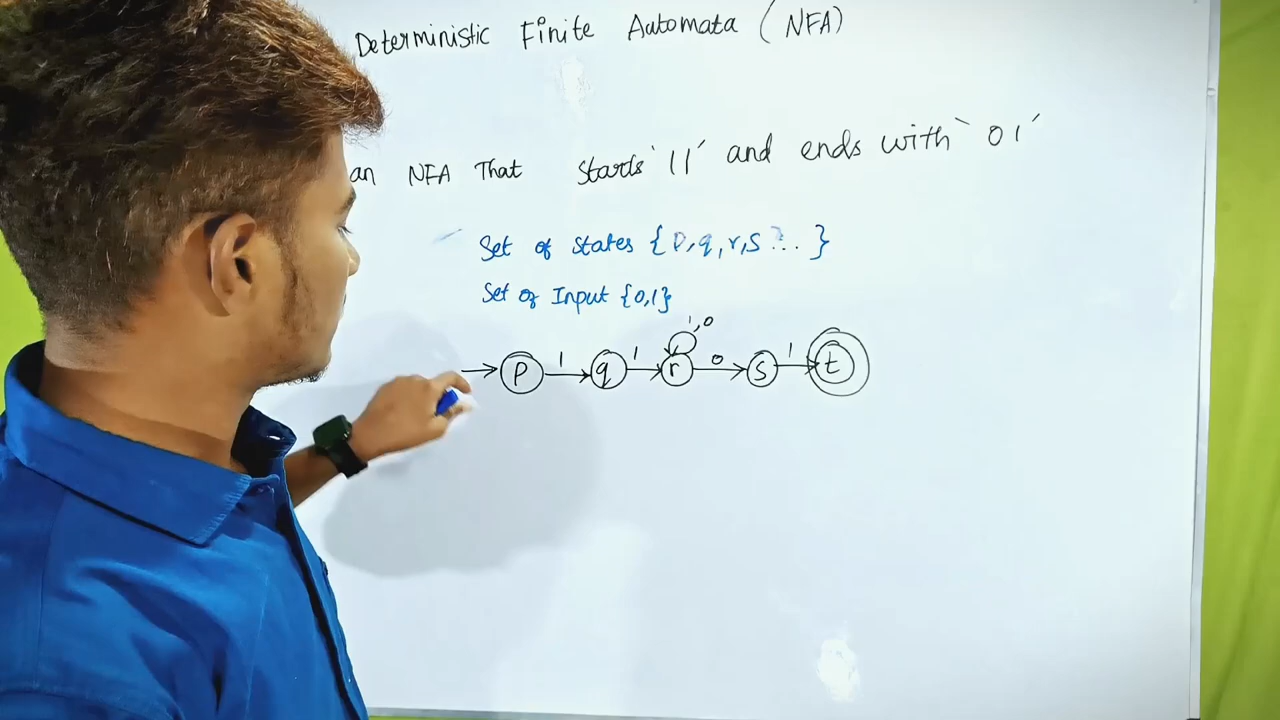 Deterministic Finite Automata (NFA)
an NFA That Starts '11' and ends with '01'
Set of states {P,q,r,s ... }
Set of Input {0,1}
1,0
1 1 0 1
P q r s t